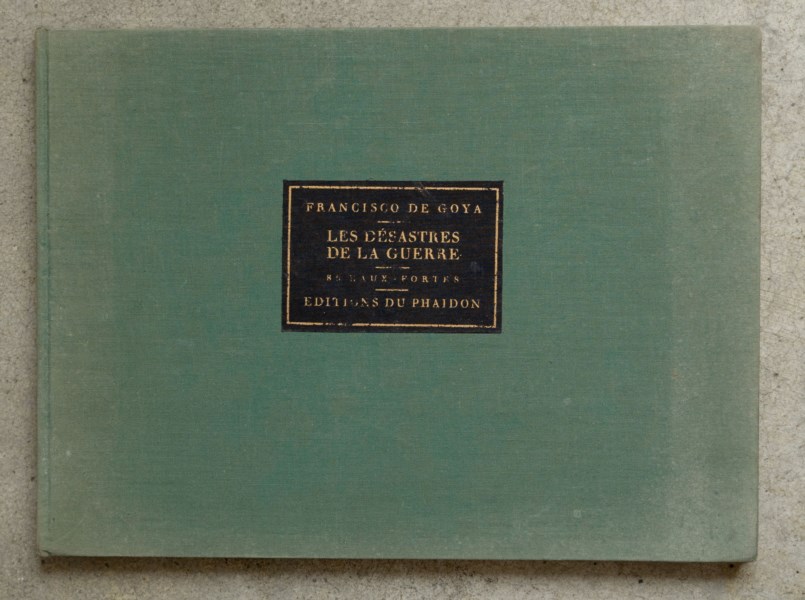 FRANCISCO DE GOYA
LES DÉSASTRES
DE LA GUERRE
85 EAUX-FORTES
EDITIONS DU PHAIDON